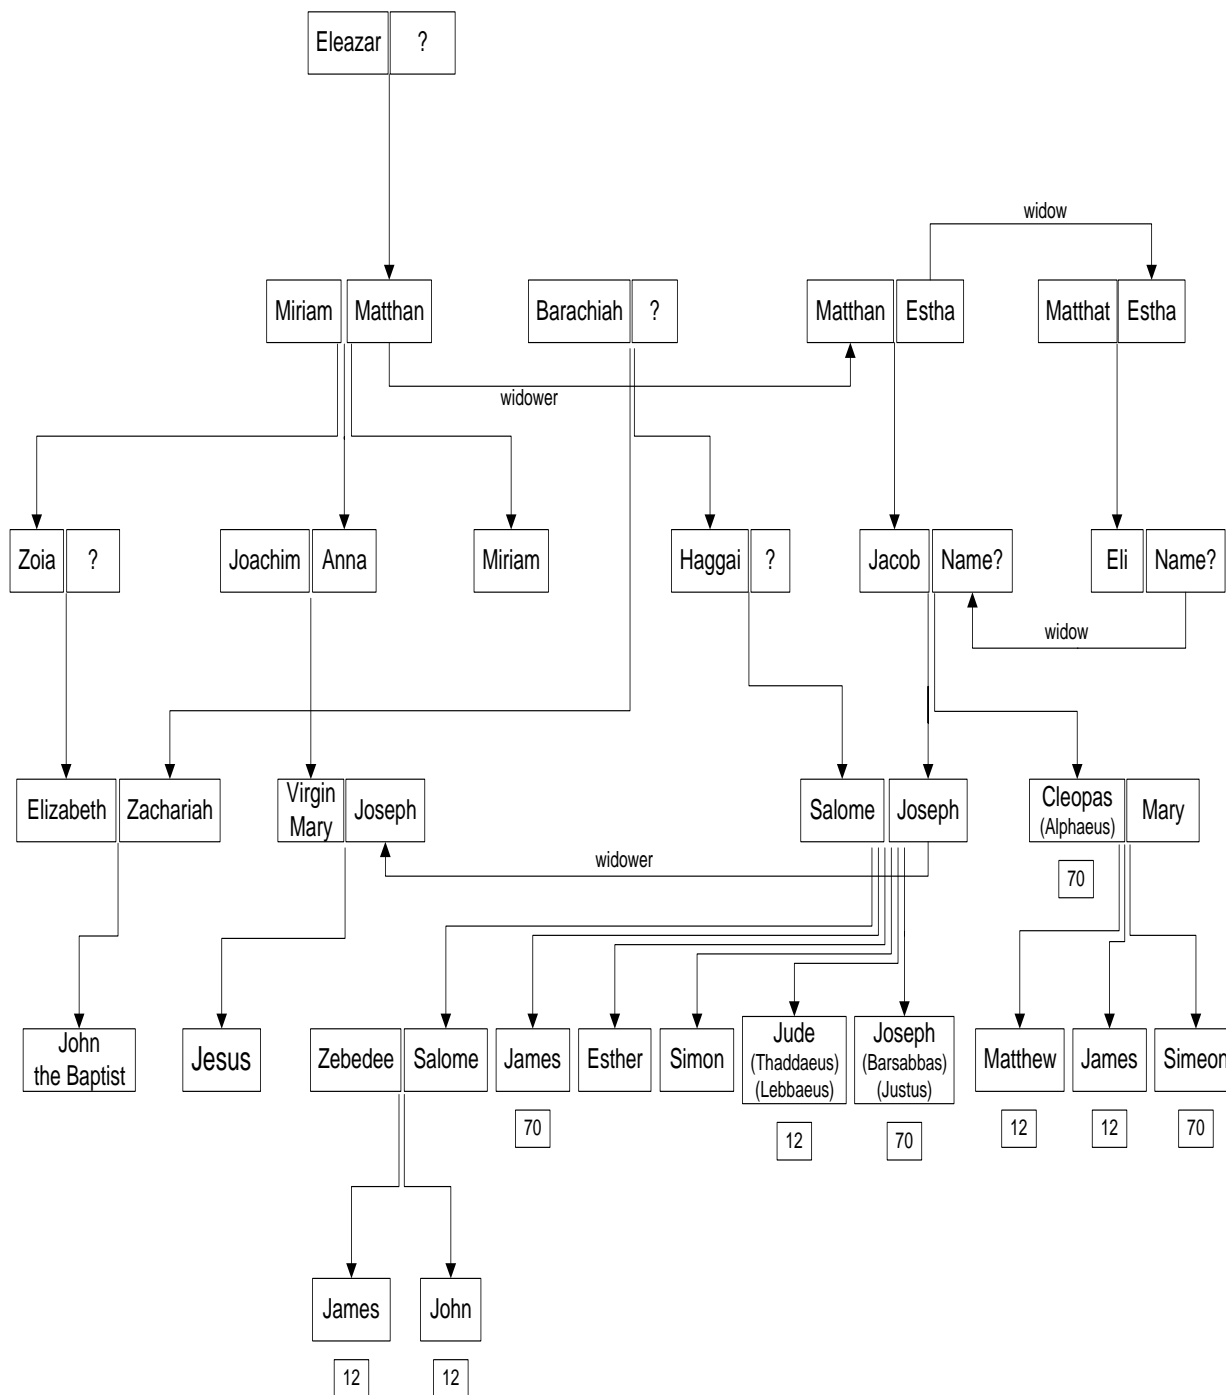 Eleazar ?
widow
Miriam Matthan Barachiah ? Matthan Estha Matthat Estha
widower
Zoia ? Joachim Anna Miriam Haggai ? Jacob Name? Eli Name?
widow
Elizabeth Zachariah Virgin Mary Joseph Salome Joseph Cleopas (Alphaeus) Mary
widower
70
John the Baptist Jesus Zebedee Salome James Esther Simon Jude (Thaddaeus) (Lebbaeus) Joseph (Barsabbas) (Justus) Matthew James Simeon
70 12 70 12 12 70
James John
12 12